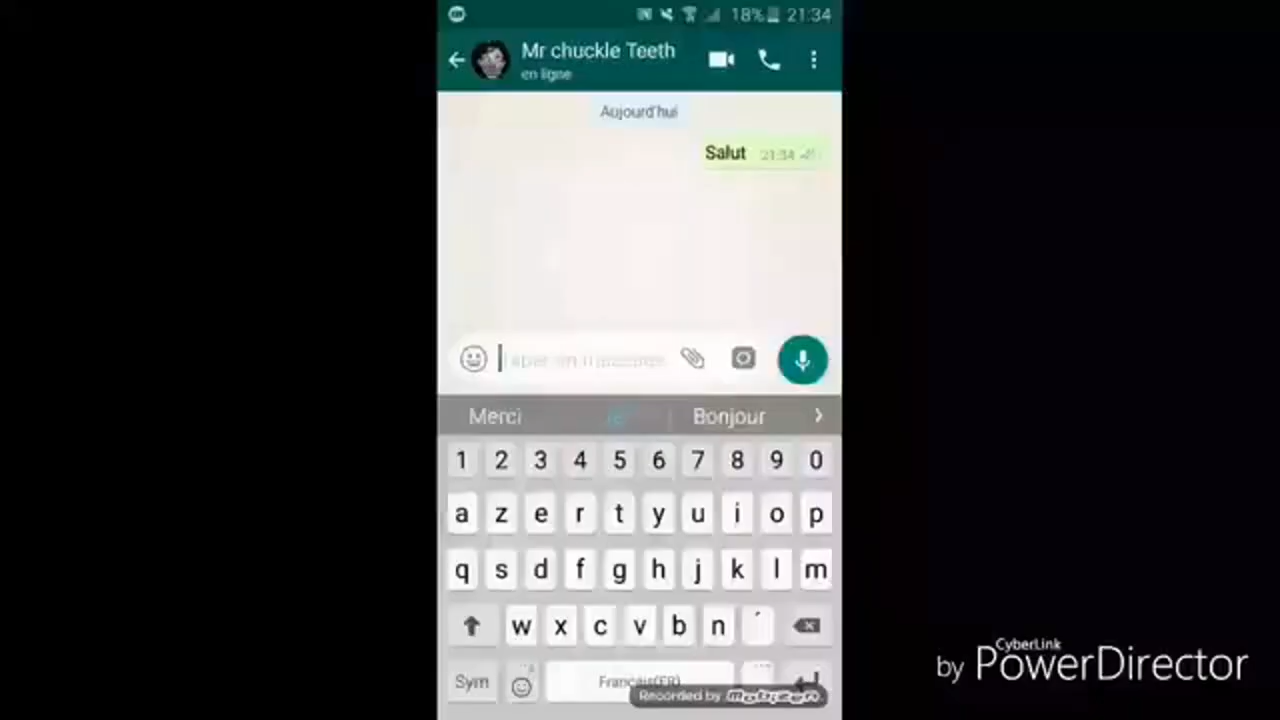 18% 21:34
Mr chuckle Teeth
en ligne
Aujourd'hui
Salut 21:34
Merci Bonjour
1 2 3 4 5 6 7 8 9 0
a z e r t y u i o p
q s d f g h j k l m
w x c v b n ´
Sym Français(FR)
Recorded by
CyberLink
by PowerDirector